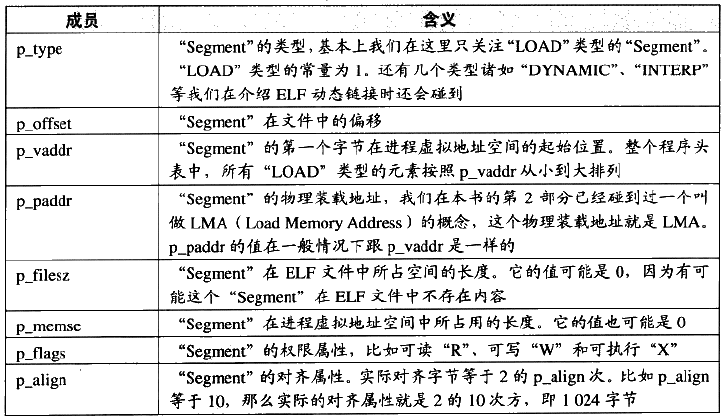 成员 含义
p_type “Segment”的类型，基本上我们在这里只关注“LOAD”类型的“Segment”。
“LOAD”类型的常量为 1。还有几个类型诸如“DYNAMIC”、“INTERP”
等我们在介绍 ELF 动态链接时还会碰到
p_offset “Segment”在文件中的偏移
p_vaddr “Segment”的第一个字节在进程虚拟地址空间的起始位置。整个程序头
表中，所有“LOAD”类型的元素按照 p_vaddr 从小到大排列
p_paddr “Segment”的物理装载地址，我们在本书的第 2 部分已经碰到过一个叫
做 LMA（Load Memory Address）的概念，这个物理装载地址就是 LMA。
p_paddr 的值在一般情况下跟 p_vaddr 是一样的
p_filesz “Segment”在 ELF 文件中所占空间的长度。它的值可能是 0，因为有可
能这个“Segment”在 ELF 文件中不存在内容
p_memse “Segment”在进程虚拟地址空间中所占用的长度。它的值也可能是 0
p_flags “Segment”的权限属性，比如可读“R”、可写“W”和可执行“X”
p_align “Segment”的对齐属性。实际对齐字节等于 2 的 p_align 次。比如 p_align
等于 10，那么实际的对齐属性就是 2 的 10 次方，即 1 024 字节